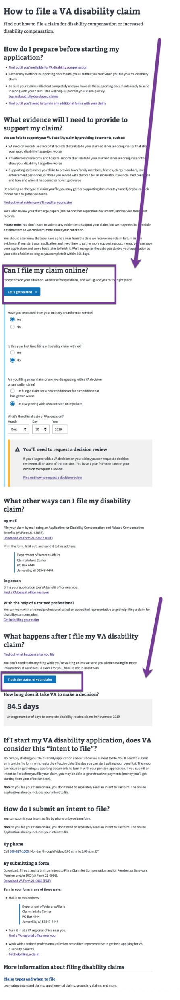 How to file a VA disability claim
Find out how to file a claim for disability compensation or increased
disability compensation.
How do I prepare before starting my
application?
Find out if you're eligible for VA disability compensation
Gather any evidence (supporting documents) you'll submit yourself when you file your VA disability
claim.
Be sure your claim is filled out completely and you have all the supporting documents ready to send
in along with your claim. This will help us process your claim quickly.
Learn about fully developed claims
Find out if you'll need to turn in any additional forms with your claim
What evidence will I need to provide to
support my claim?
You can help to support your VA disability claim by providing documents, such as:
VA medical records and hospital records that relate to your claimed illnesses or injuries or that sho
your rated disability has gotten worse
Private medical records and hospital reports that relate to your claimed illnesses or injuries or tha
show your disability has gotten worse
Supporting statements you'd like to provide from family members, friends, clergy members, law
enforcement personnel, or those you served with that can tell us more about your claimed cond on
and how and when it happened or how it got worse
Depending on the type of claim you file, you may gather supporting documents yourself, or you ca ask
for our help to gather evidence.
Find out what evidence we'll need for your claim
We'll also review your discharge papers (DD214 or other separation documents) and service treat ent
records.
Please note: You don't have to submit any evidence to support your claim, but we may need to hedule
a claim exam so we can learn more about your condition.
You should also know that you have up to a year from the date we receive your claim to turn in y
evidence. If you start your application and need time to gather more supporting documents, y can save
your application and come back later to finish it. We'll recognize the date you started your app ation as
your date of claim as long as you complete it within 365 days.
Can I file my claim online?
It depends on your situation. Answer a few questions, and we'll guide you to the right place.
Let's get started
Have you separated from your military or uniformed service?
Yes
No
Is this your first time filing a disability claim with VA?
Yes
No
Are you filing a new claim or are you disagreeing with a VA decision
on an earlier claim?
I'm filing a claim for a new condition or for a condition that
has gotten worse.
I'm disagreeing with a VA decision on my claim.
What's the official date of VA's decision?
Month Day Year
Dec 20 2019
You'll need to request a decision review
If you disagree with a VA decision on your claim, you can request a decision
review on all or some of the decision. You have 1 year from the date on your
decision to request a review.
Find out how to request a decision review
What other ways can I file my disability
claim?
By mail
File your claim by mail using an Application for Disability Compensation and Related Compensation
Benefits (VA Form 21-526EZ).
Download VA Form 21-526EZ (PDF)
Print the form, fill it out, and send it to this address:
Department of Veterans Affairs
Claims Intake Center
PO Box 4444
Janesville, WI 53547-4444
In person
Bring your application to a VA benefit office near you.
Find a VA benefit office near you
With the help of a trained professional
You can work with a trained professional called an accredited representative to get help filing a claim for
disability compensation.
Get help filing your claim
What happens after I file my VA disability
claim?
Find out what happens after you file
You don't need to do anything while you're waiting unless we send you a letter asking for more
information. If we schedule exams for you, be sure not to miss them.
Track the status of your claim
How long does it take VA to make a decision?
84.5 days
Average number of days to complete disability-related claims in November 2019
If I start my VA disability application, does VA
consider this “intent to file”?
No. Simply starting your VA disability application doesn't show your intent to file. You'll need to submit
an intent to file form, which sets the effective date (the day you can start getting your benefits). Then you
can focus on gathering supporting documents to turn in with your pension application. If you submit an
intent to file before you file your claim, you may be able to get retroactive payments (money you'll get
starting from your effective date).
Note: If you file your claim online, you don't need to separately send an intent to file form. The online
application already includes your intent to file.
How do I submit an intent to file?
You can submit your intent to file by phone or by written form.
Note: If you file your claim online, you don't need to separately send an intent to file form. The online
application already includes your intent to file.
By phone
Call 800-827-1000, Monday through Friday, 8:00 a.m. to 9:00 p.m. ET.
By submitting a form
Download, fill out, and submit an Intent to File a Claim for Compensation and/or Pension, or Survivors
Pension and/or DIC (VA Form 21-0966).
Download VA Form 21-0966 (PDF)
Turn in your form in any of these ways:
Mail it to this address:
Department of Veterans Affairs
Claims Intake Center
PO Box 4444
Janesville, WI 53547-4444
Turn it in at a VA regional office near you.
Find a VA regional office near you
Work with a trained professional called an accredited representative to get help applying for VA
disability benefits.
Get help filing a claim
More information about filing disability claims
Claim types and when to file
Learn about standard claims, supplemental claims, secondary claims, and more.